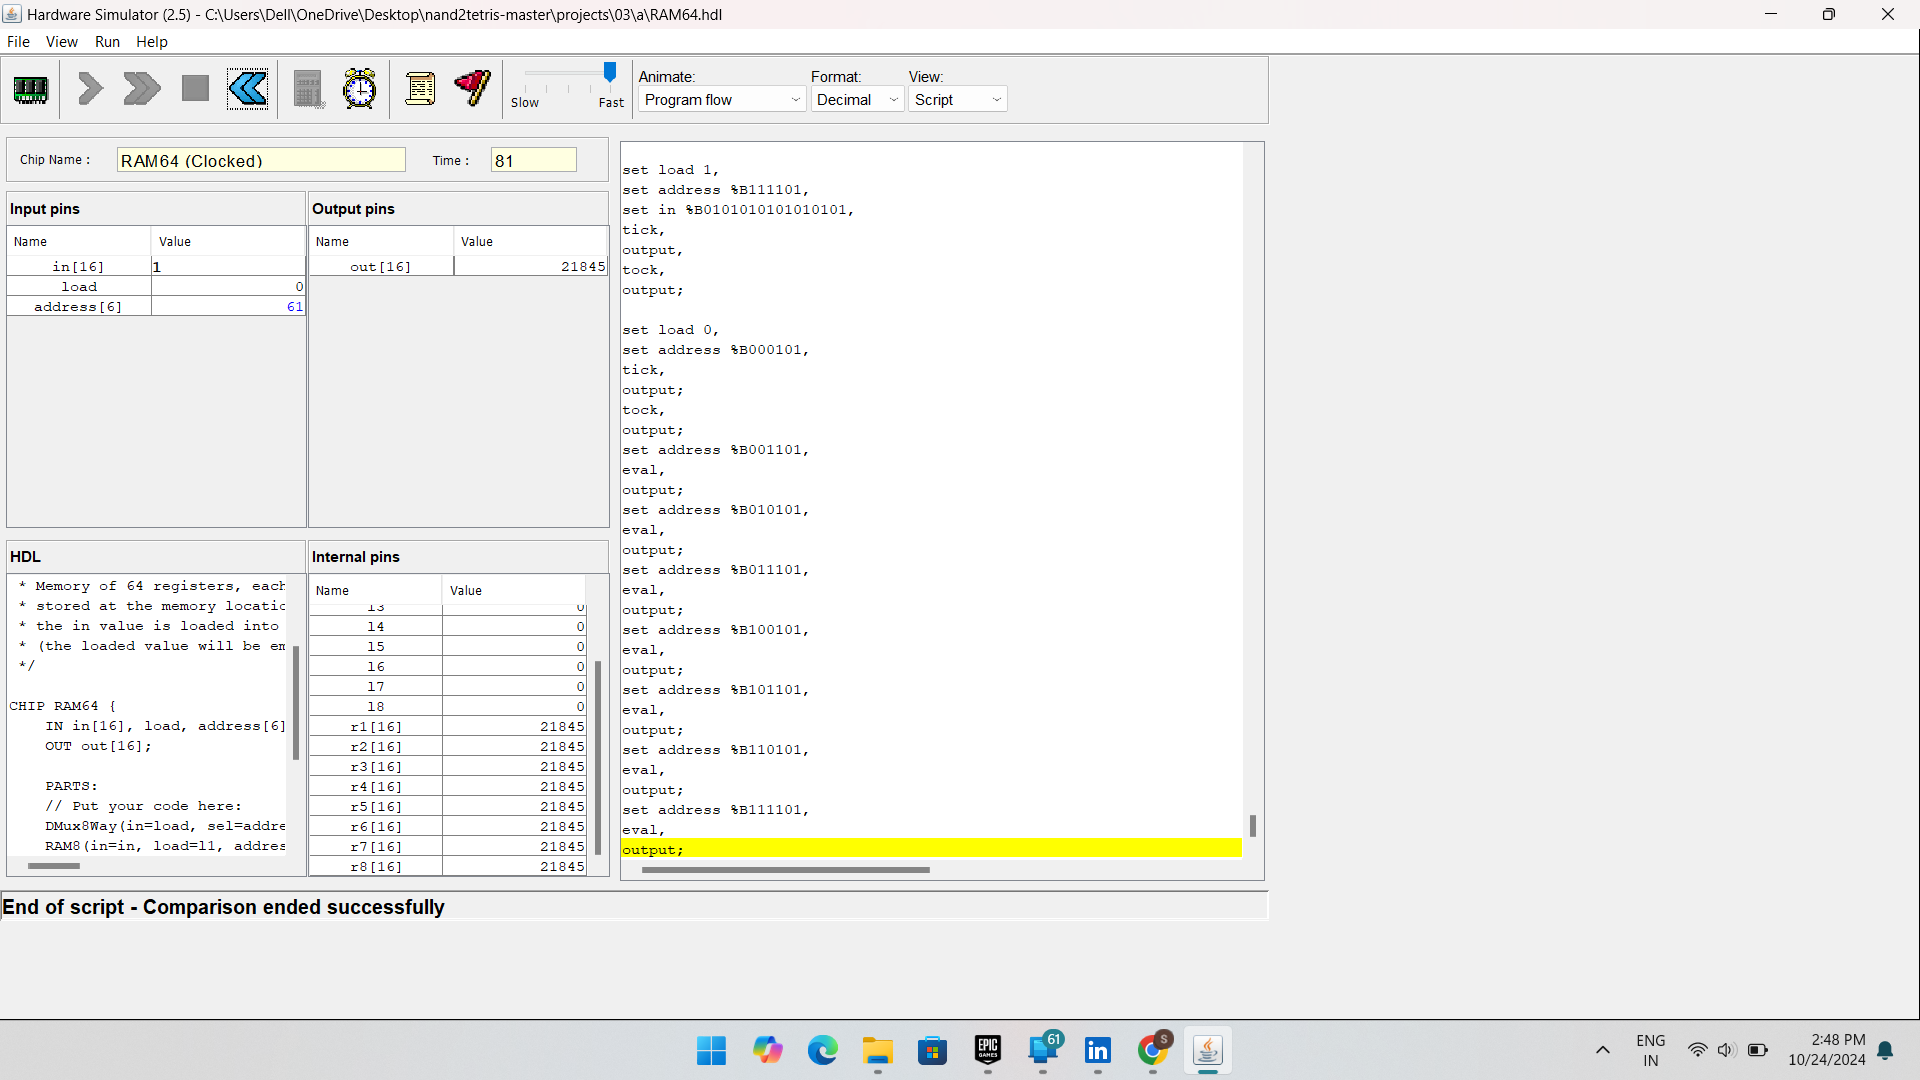 Hardware Simulator (2.5) - C:\Users\Dell\OneDrive\Desktop\nand2tetris-master\projects\03\a\RAM64.hdl
File View Run Help
Slow Fast
Animate: Format: View:
Program flow Decimal Script
Chip Name : RAM64 (Clocked) Time : 81
Input pins
Name Value
in[16] 1
load 0
address[6] 61
Output pins
Name Value
out[16] 21845
HDL
* Memory of 64 registers, each
* stored at the memory locatic
* the in value is loaded into
* (the loaded value will be em
*/
CHIP RAM64 {
IN in[16], load, address[6]
OUT out[16];
PARTS:
// Put your code here:
DMux8Way(in=load, sel=addre
RAM8(in=in, load=l1, addres
Internal pins
Name Value
l3 0
l4 0
l5 0
l6 0
l7 0
l8 0
r1[16] 21845
r2[16] 21845
r3[16] 21845
r4[16] 21845
r5[16] 21845
r6[16] 21845
r7[16] 21845
r8[16] 21845
set load 1,
set address %B111101,
set in %B0101010101010101,
tick,
output,
tock,
output;
set load 0,
set address %B000101,
tick,
output;
tock,
output;
set address %B001101,
eval,
output;
set address %B010101,
eval,
output;
set address %B011101,
eval,
output;
set address %B100101,
eval,
output;
set address %B101101,
eval,
output;
set address %B110101,
eval,
output;
set address %B111101,
eval,
output;
End of script - Comparison ended successfully
EPIC GAMES
61
in
S
ENG
IN
2:48 PM
10/24/2024